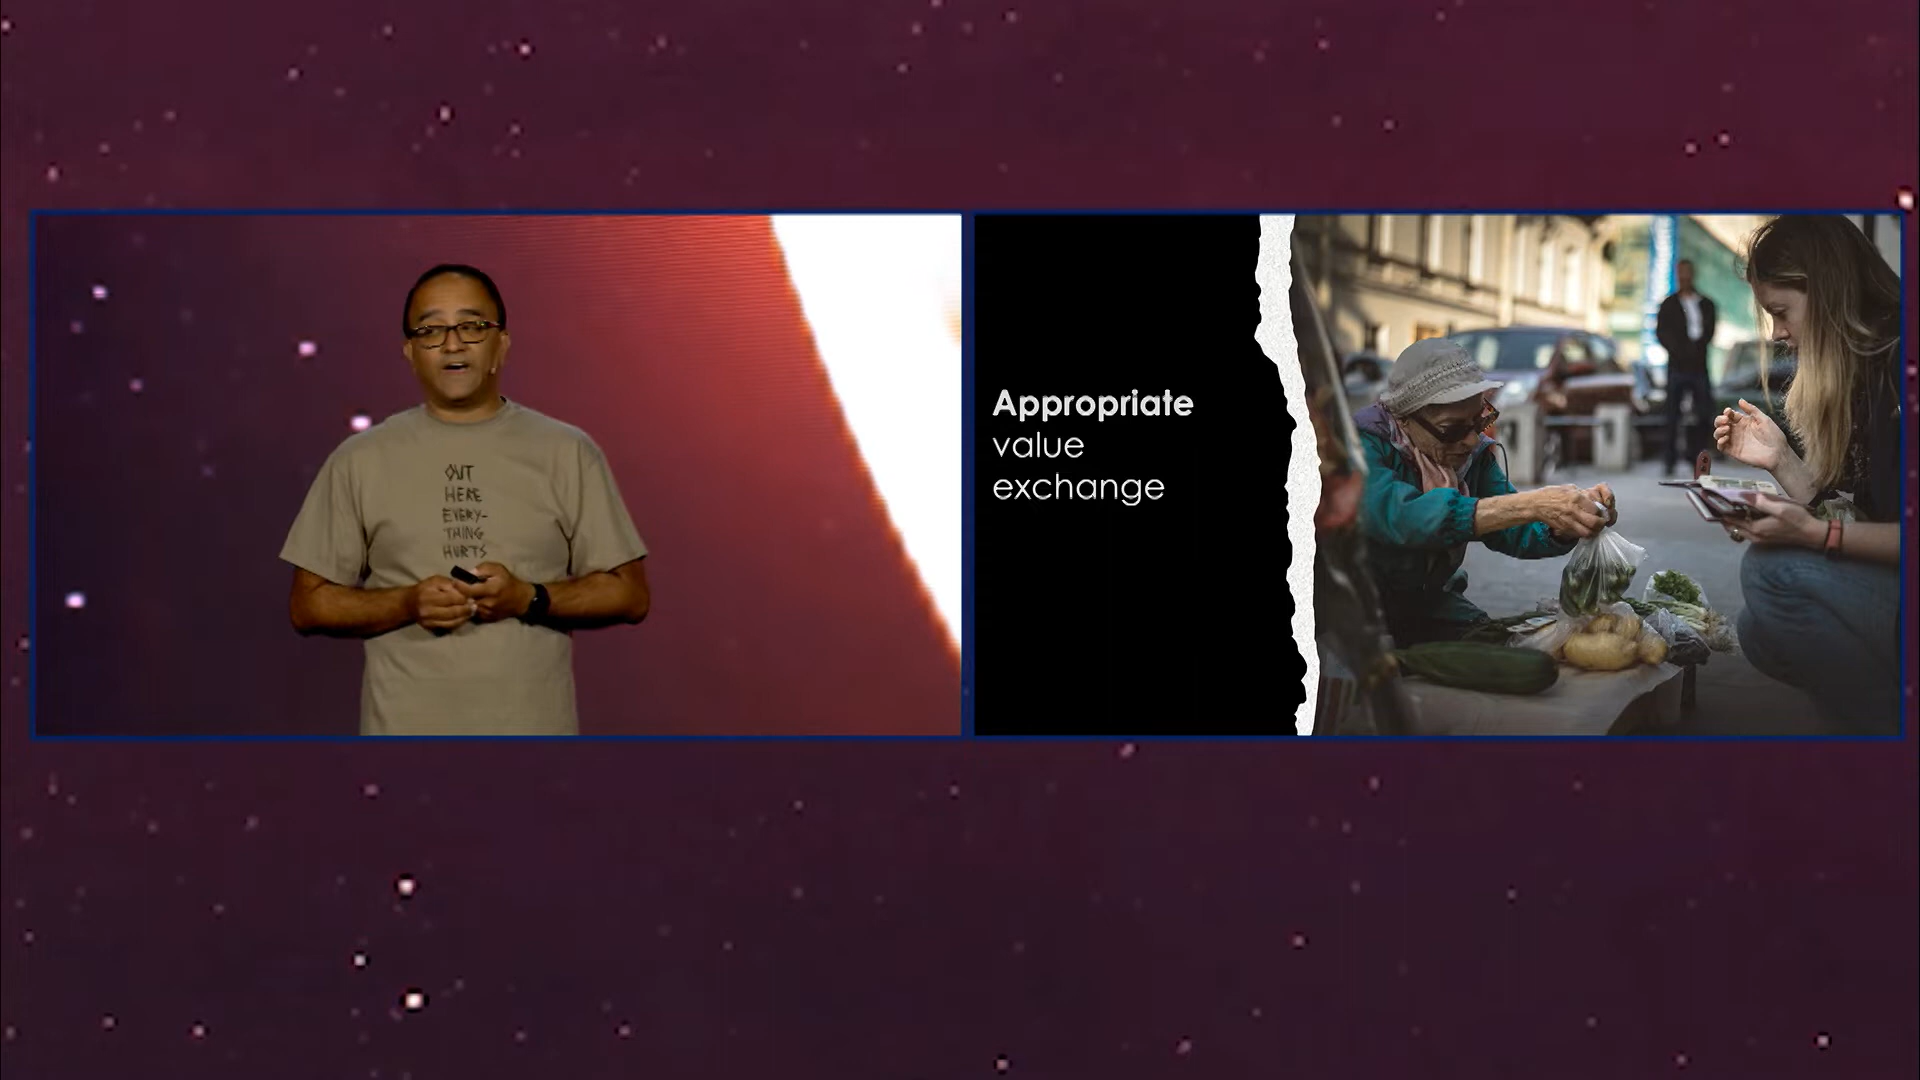 OUT
HERE
EVERY-
THING
HURTS
Appropriate
value
exchange